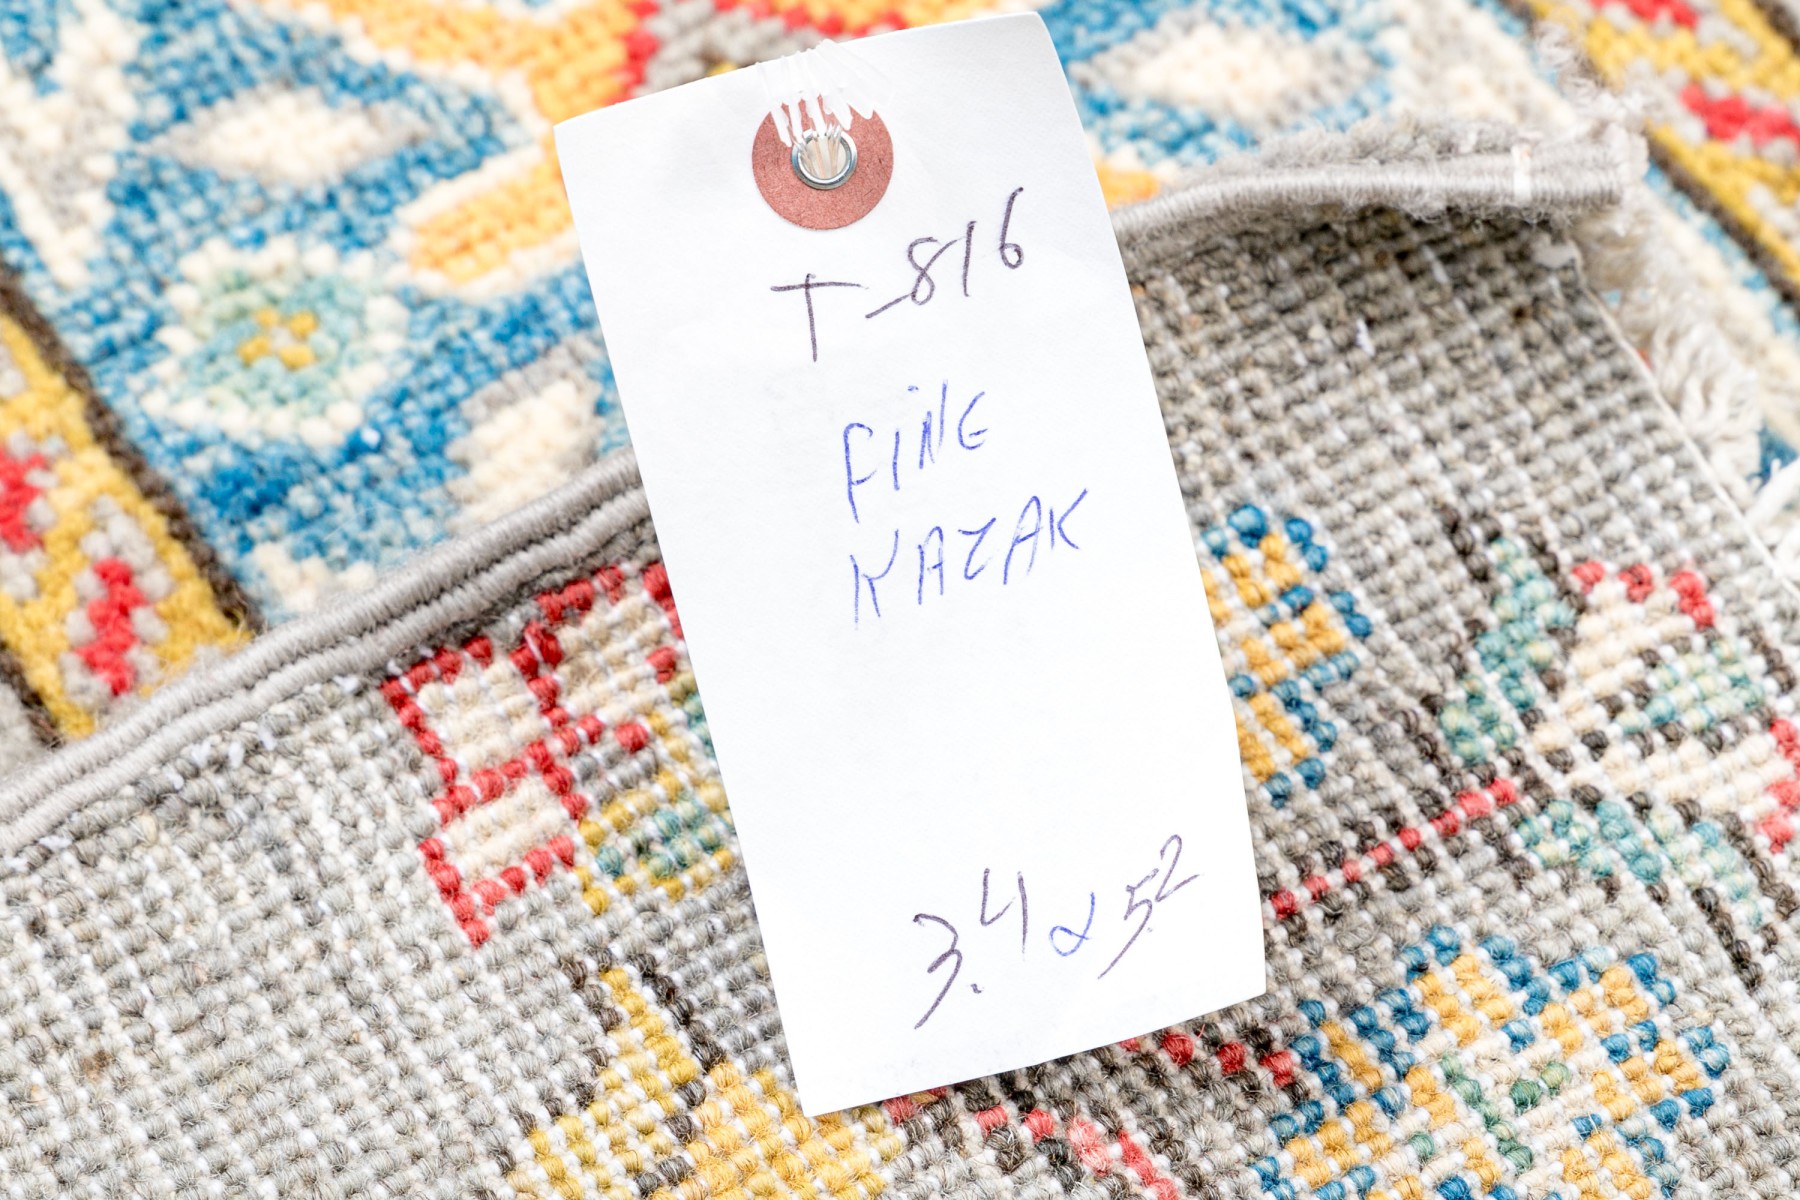 T-816
FINE
KAZAK
3.4 x 5.2